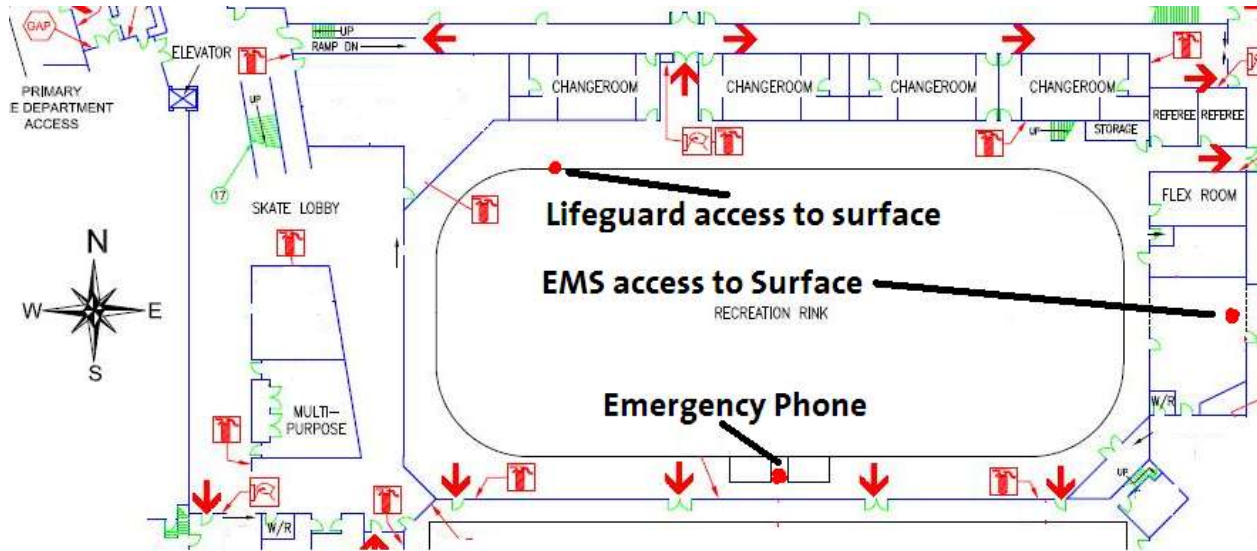 GAP
ELEVATOR
UP
RAMP DN
PRIMARY
E DEPARTMENT
ACCESS
CHANGEROOM
CHANGEROOM
CHANGEROOM
CHANGEROOM
UP
UP
STORAGE
REFEREE
REFEREE
17
SKATE LOBBY
FLEX ROOM
Lifeguard access to surface
N
W
E
S
EMS access to Surface
RECREATION RINK
Emergency Phone
MULTI-
PURPOSE
W/R
UP
W/R